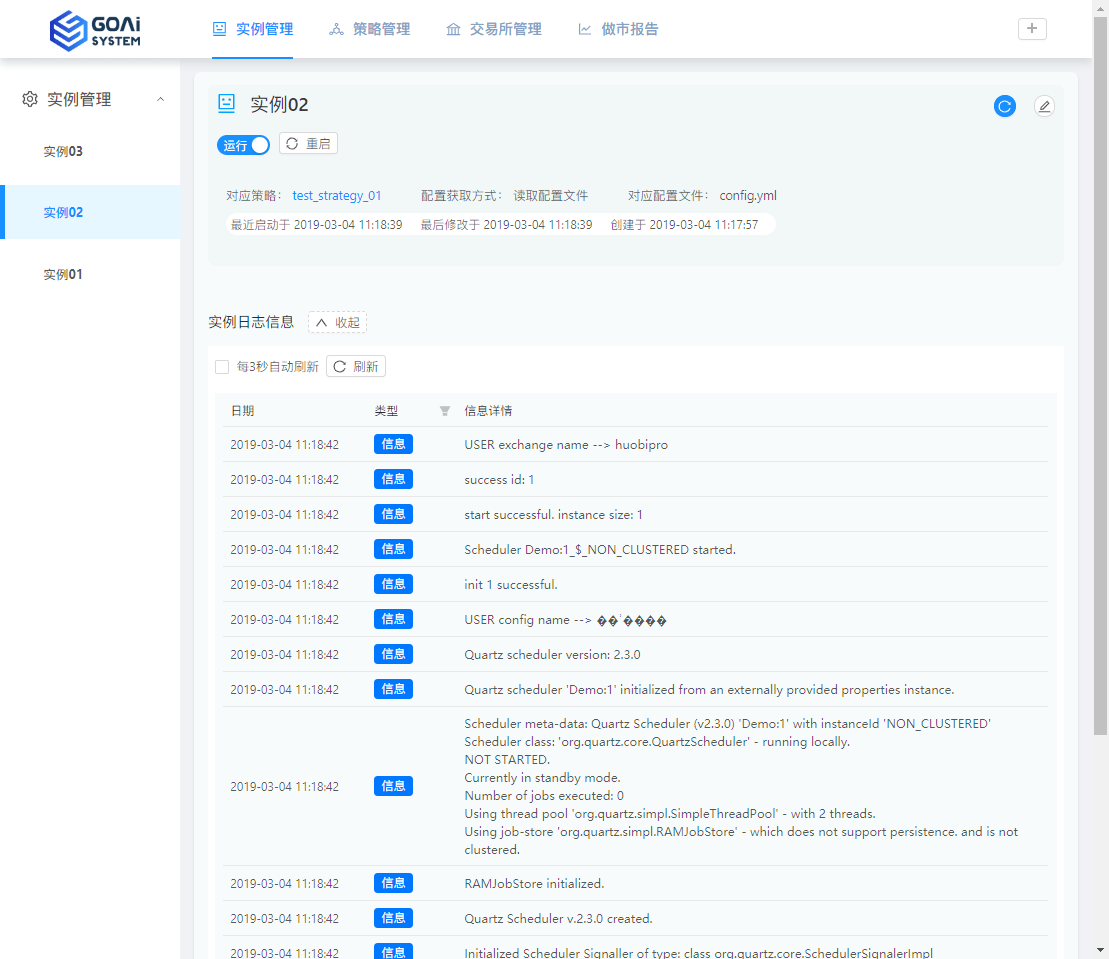 GOAi
SYSTEM
实例管理
策略管理
交易所管理
做市报告
实例管理
实例03
实例02
实例01
实例02
运行
重启
对应策略： test_strategy_01
配置获取方式： 读取配置文件
对应配置文件： config.yml
最近启动于 2019-03-04 11:18:39
最后修改于 2019-03-04 11:18:39
创建于 2019-03-04 11:17:57
实例日志信息
收起
每3秒自动刷新
刷新
日期 类型 信息详情
2019-03-04 11:18:42 信息 USER exchange name --> huobipro
2019-03-04 11:18:42 信息 success id: 1
2019-03-04 11:18:42 信息 start successful. instance size: 1
2019-03-04 11:18:42 信息 Scheduler Demo:1_$_NON_CLUSTERED started.
2019-03-04 11:18:42 信息 init 1 successful.
2019-03-04 11:18:42 信息 USER config name --> ��ʿ����
2019-03-04 11:18:42 信息 Quartz scheduler version: 2.3.0
2019-03-04 11:18:42 信息 Quartz scheduler 'Demo:1' initialized from an externally provided properties instance.
2019-03-04 11:18:42 信息 Scheduler meta-data: Quartz Scheduler (v2.3.0) 'Demo:1' with instanceId 'NON_CLUSTERED'
Scheduler class: 'org.quartz.core.QuartzScheduler' - running locally.
NOT STARTED.
Currently in standby mode.
Number of jobs executed: 0
Using thread pool 'org.quartz.simpl.SimpleThreadPool' - with 2 threads.
Using job-store 'org.quartz.simpl.RAMJobStore' - which does not support persistence. and is not
clustered.
2019-03-04 11:18:42 信息 RAMJobStore initialized.
2019-03-04 11:18:42 信息 Quartz Scheduler v.2.3.0 created.
2019-03-04 11:18:42 信息 Initialized Scheduler Signaller of type: class org.quartz.core.SchedulerSignalerImpl